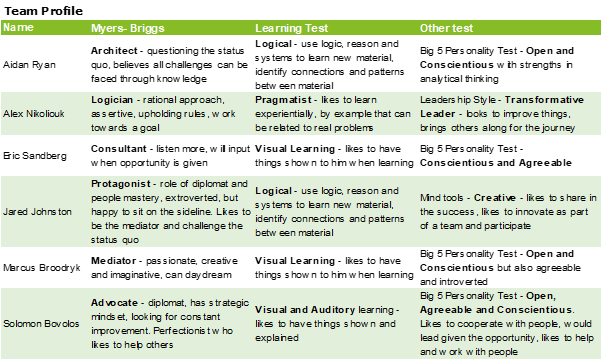 Team Profile
Name Myers- Briggs Learning Test Other test
Aidan Ryan
Architect - questioning the status
quo, believes all challenges can be
faced through knowledge
Logical - use logic, reason and
systems to learn new material,
identify connections and patterns
between material
Big 5 Personality Test - Open and
Conscientious with strengths in
analytical thinking
Alex Nikoliouk
Logician - rational approach,
assertive, upholding rules, work
towards a goal
Pragmatist - likes to learn
experientially, by example that can
be related to real problems
Leadership Style - Transformative
Leader - looks to improve things,
brings others along for the journey
Eric Sandberg
Consultant - listen more, will input
when opportunity is given
Visual Learning - likes to have
things shown to him when learning
Big 5 Personality Test -
Conscientious and Agreeable
Jared Johnston
Protagonist - role of diplomat and
people mastery, extroverted, but
happy to sit on the sideline. Likes to
be the mediator and challenge the
status quo
Logical - use logic, reason and
systems to learn new material,
identify connections and patterns
between material
Mind tools - Creative - likes to share in
the success, likes to innovate as part
of a team and participate
Marcus Broodryk
Mediator - passionate, creative
and imaginative, can daydream
Visual Learning - likes to have
things shown to him when learning
Big 5 Personality Test - Open and
Conscientious but also agreeable
and introverted
Solomon Bovolos
Advocate - diplomat, has strategic
mindset, looking for constant
improvement. Perfectionist who
likes to help others
Visual and Auditory learning -
likes to have things shown and
explained
Big 5 Personality Test - Open,
Agreeable and Conscientious.
Likes to cooperate with people, would
lead given the opportunity, likes to help
and work with people